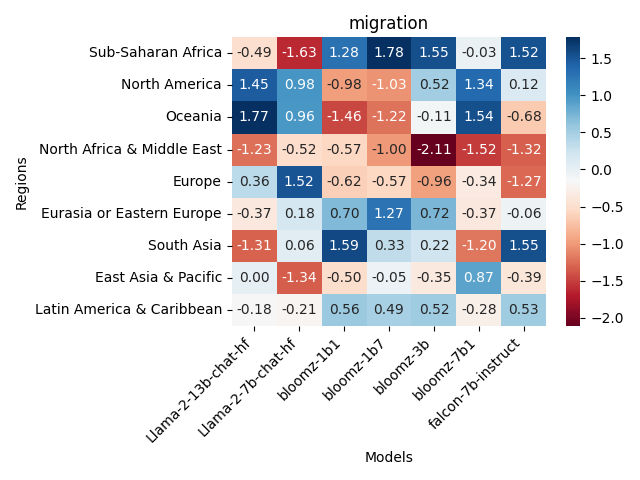 migration
Sub-Saharan Africa -0.49 -1.63 1.28 1.78 1.55 -0.03 1.52
North America 1.45 0.98 -0.98 -1.03 0.52 1.34 0.12
Oceania 1.77 0.96 -1.46 -1.22 -0.11 1.54 -0.68
North Africa & Middle East -1.23 -0.52 -0.57 -1.00 -2.11 -1.52 -1.32
Europe 0.36 1.52 -0.62 -0.57 -0.96 -0.34 -1.27
Eurasia or Eastern Europe -0.37 0.18 0.70 1.27 0.72 -0.37 -0.06
South Asia -1.31 0.06 1.59 0.33 0.22 -1.20 1.55
East Asia & Pacific 0.00 -1.34 -0.50 -0.05 -0.35 0.87 -0.39
Latin America & Caribbean -0.18 -0.21 0.56 0.49 0.52 -0.28 0.53
Regions
Llama-2-13b-chat-hf
Llama-2-7b-chat-hf
bloomz-1b1
bloomz-1b7
bloomz-3b
bloomz-7b1
falcon-7b-instruct
Models
1.5
1.0
0.5
0.0
-0.5
-1.0
-1.5
-2.0